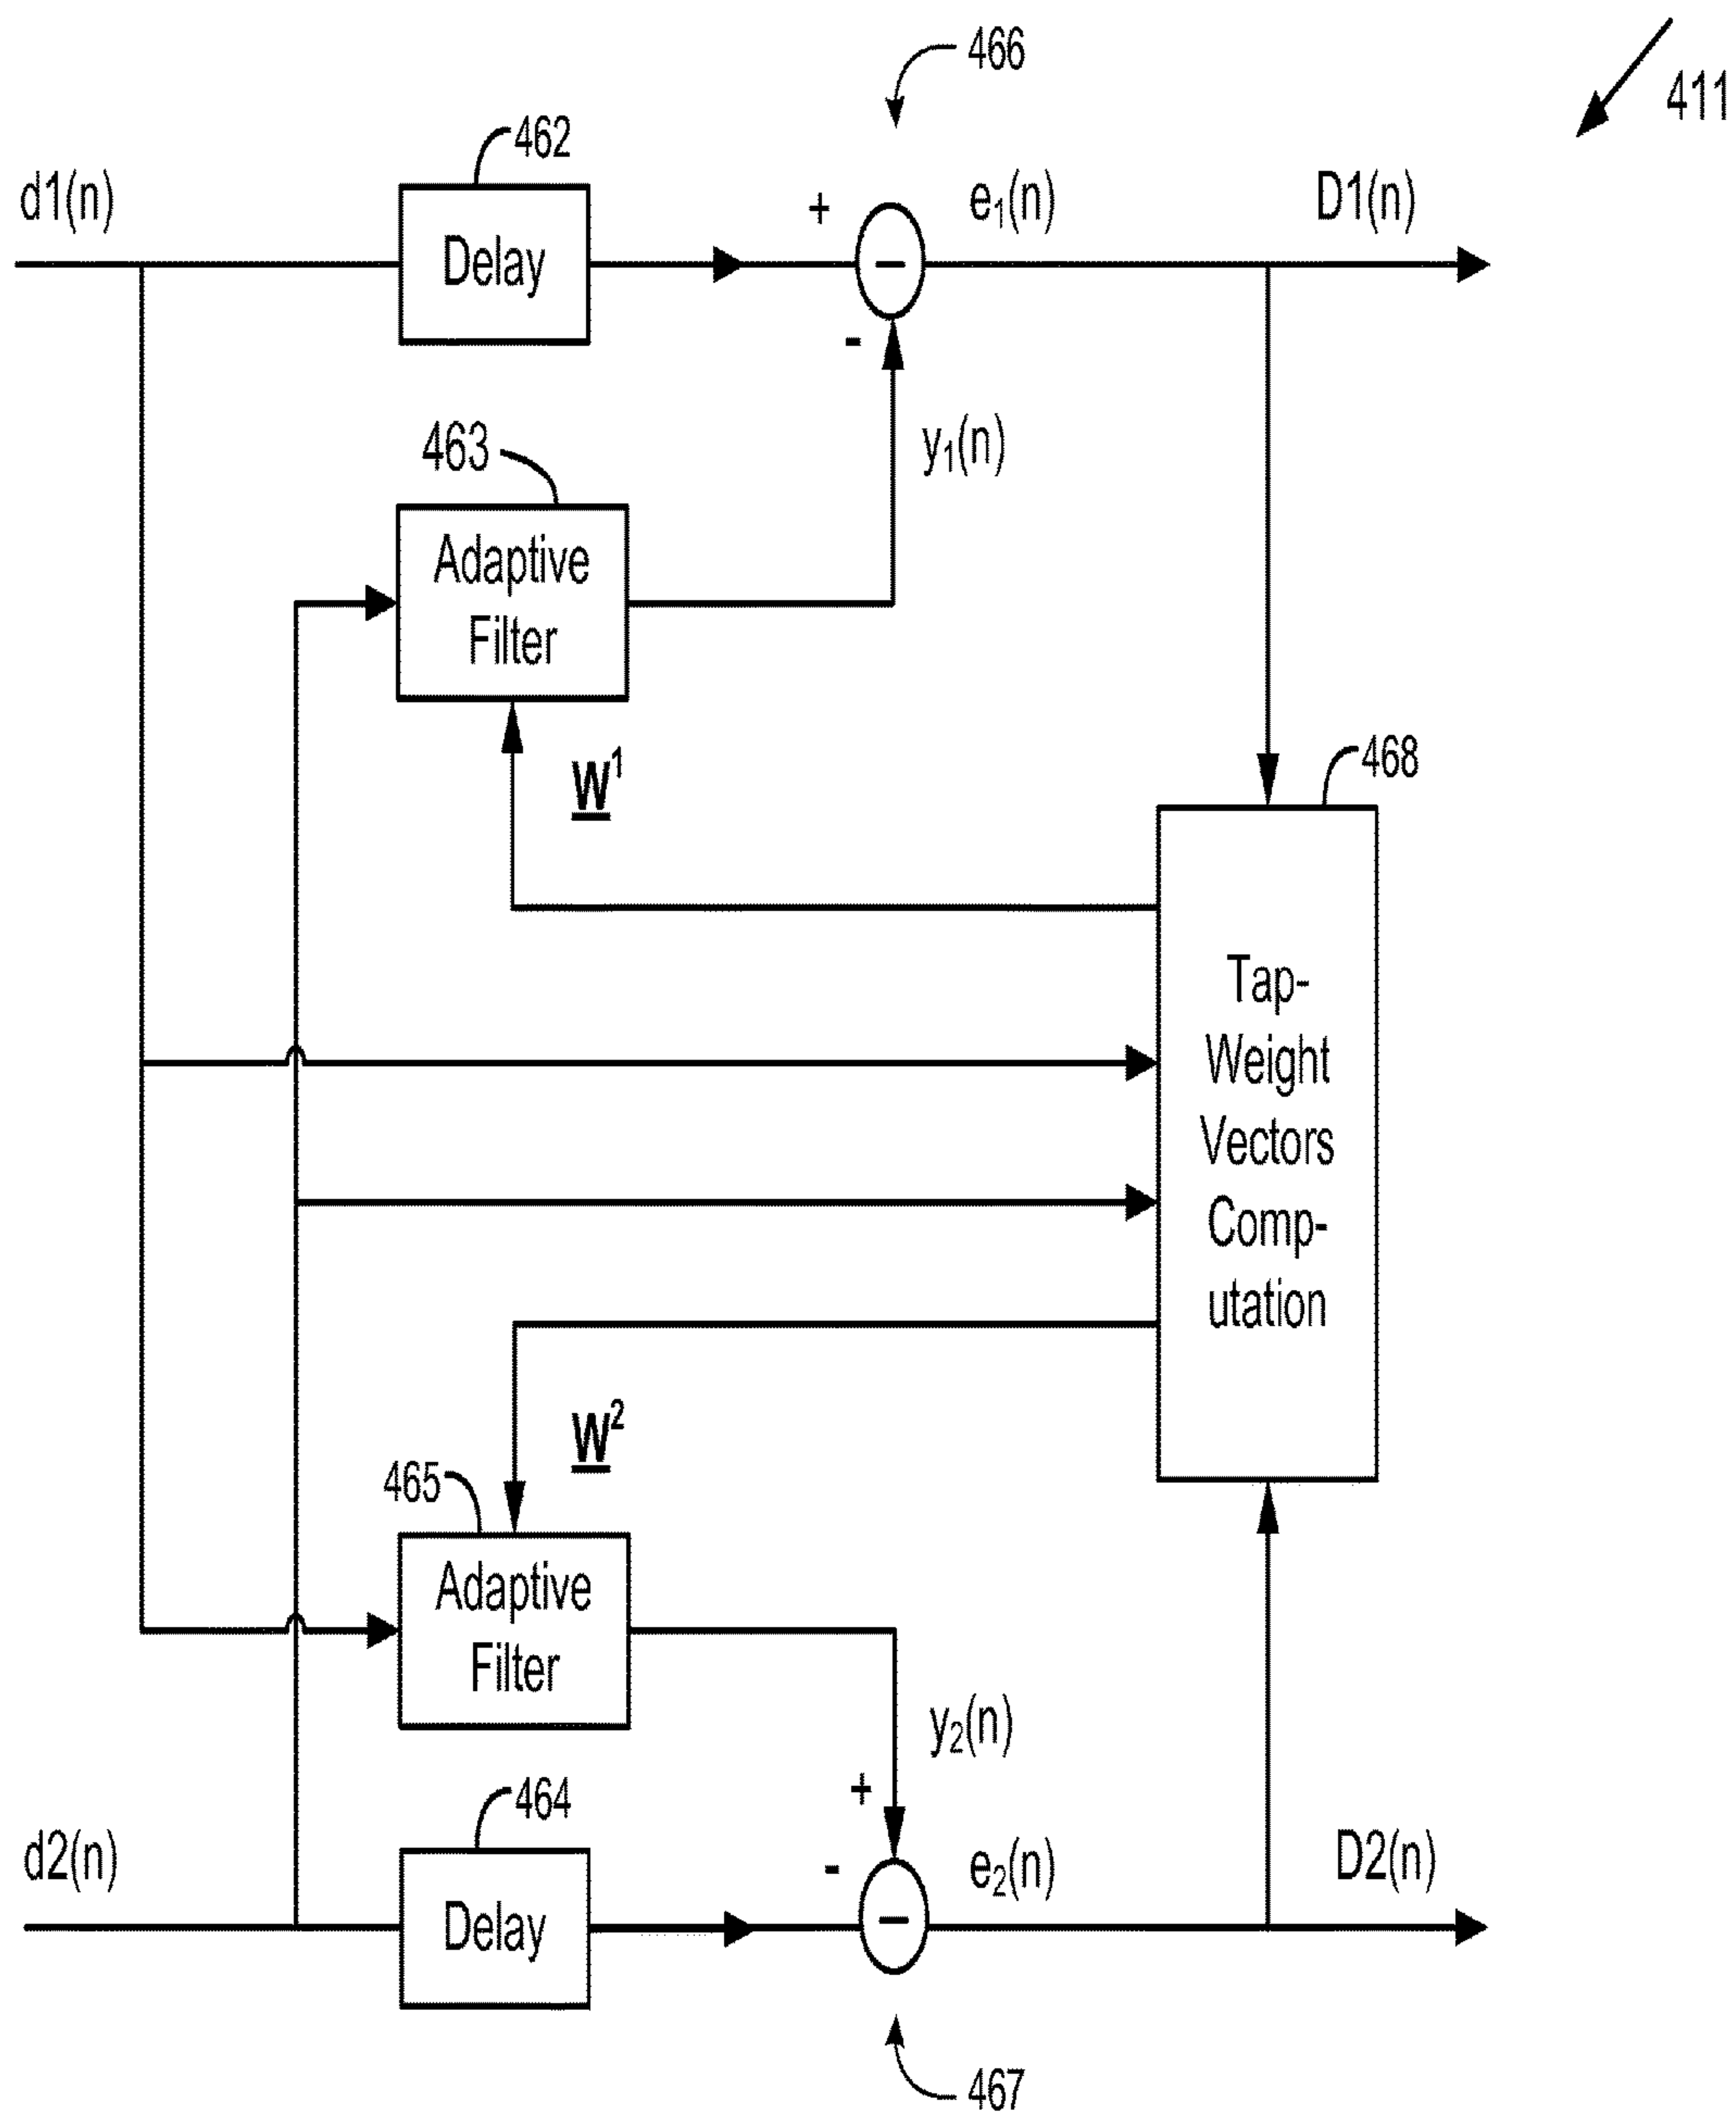 466
411
462
d1(n)
+
e₁(n)
D1(n)
Delay
−
-
463
y₁(n)
Adaptive
Filter
W¹
468
Tap-
Weight
Vectors
Comp-
utation
W²
465
Adaptive
Filter
y₂(n)
+
464
d2(n)
-
e₂(n)
D2(n)
Delay
−
467